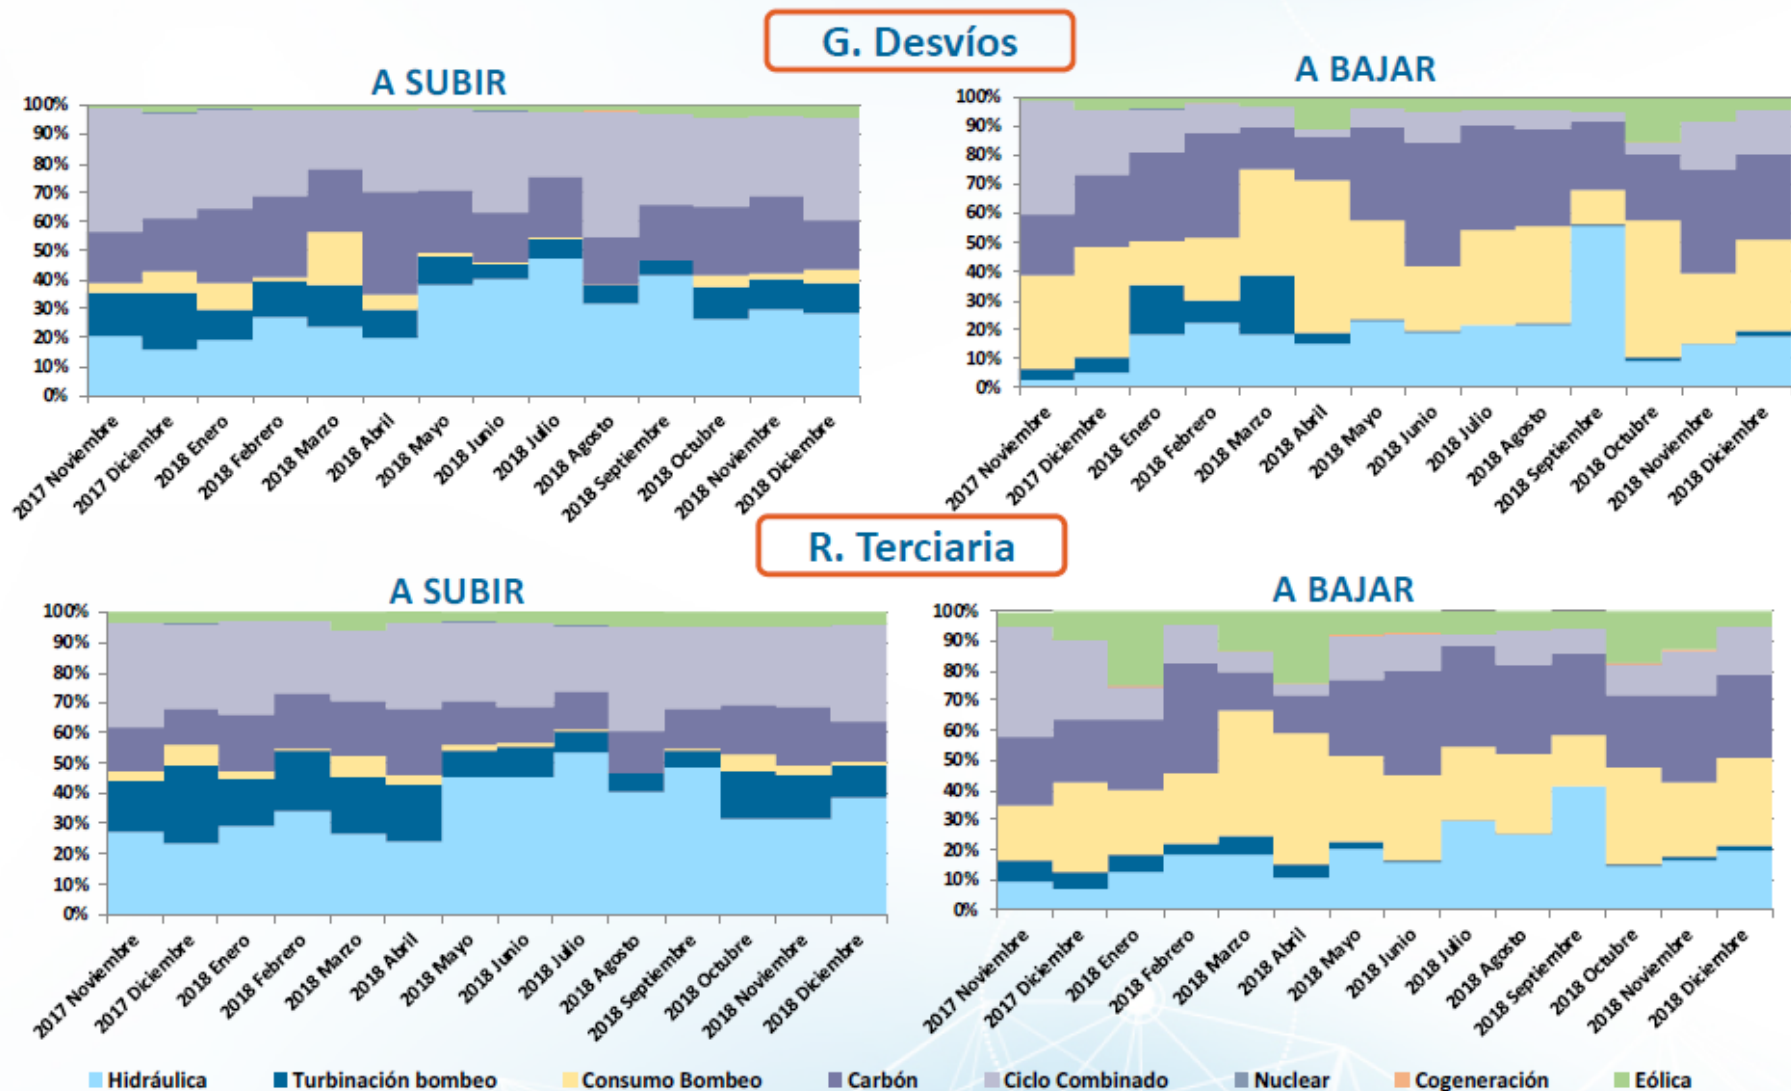 G. Desvíos
A SUBIR
A BAJAR
100%
90%
80%
70%
60%
50%
40%
30%
20%
10%
0%
2017 Noviembre
2017 Diciembre
2018 Enero
2018 Febrero
2018 Marzo
2018 Abril
2018 Mayo
2018 Junio
2018 Julio
2018 Agosto
2018 Septiembre
2018 Octubre
2018 Noviembre
2018 Diciembre
100%
90%
80%
70%
60%
50%
40%
30%
20%
10%
0%
2017 Noviembre
2017 Diciembre
2018 Enero
2018 Febrero
2018 Marzo
2018 Abril
2018 Mayo
2018 Junio
2018 Julio
2018 Agosto
2018 Septiembre
2018 Octubre
2018 Noviembre
2018 Diciembre
R. Terciaria
A SUBIR
A BAJAR
100%
90%
80%
70%
60%
50%
40%
30%
20%
10%
0%
2017 Noviembre
2017 Diciembre
2018 Enero
2018 Febrero
2018 Marzo
2018 Abril
2018 Mayo
2018 Junio
2018 Julio
2018 Agosto
2018 Septiembre
2018 Octubre
2018 Noviembre
2018 Diciembre
100%
90%
80%
70%
60%
50%
40%
30%
20%
10%
0%
2017 Noviembre
2017 Diciembre
2018 Enero
2018 Febrero
2018 Marzo
2018 Abril
2018 Mayo
2018 Junio
2018 Julio
2018 Agosto
2018 Septiembre
2018 Octubre
2018 Noviembre
2018 Diciembre
Hidráulica Turbinación bombeo Consumo Bombeo Carbón Ciclo Combinado Nuclear Cogeneración Eólica